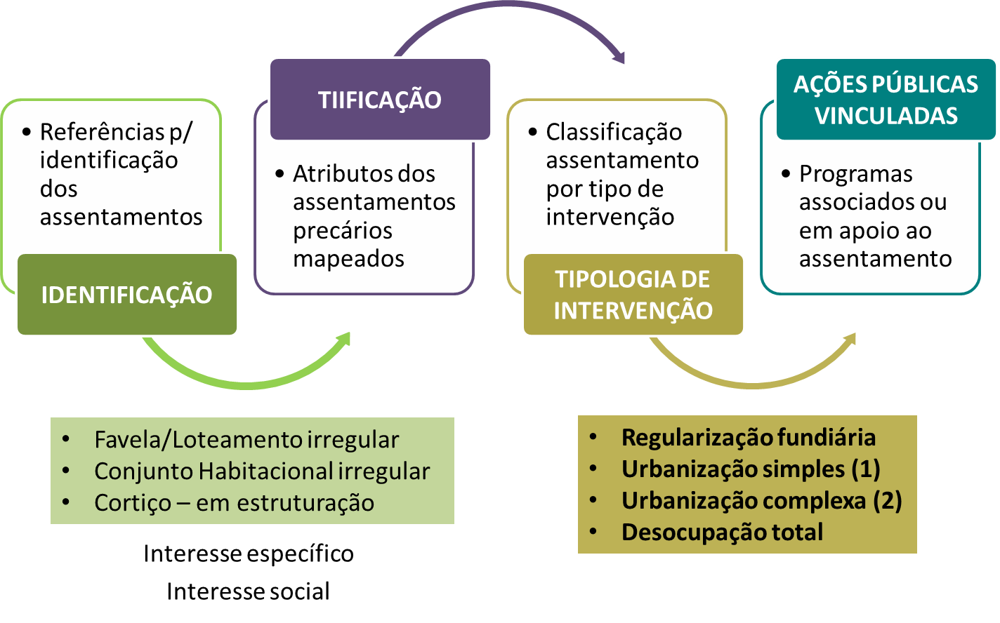 • Referências p/
identificação
dos
assentamentos
IDENTIFICAÇÃO
TIIFICAÇÃO
• Atributos dos
assentamentos
precários
mapeados
• Classificação
assentamento
por tipo de
intervenção
TIPOLOGIA DE
INTERVENÇÃO
AÇÕES PÚBLICAS
VINCULADAS
• Programas
associados ou
em apoio ao
assentamento
• Favela/Loteamento irregular
• Conjunto Habitacional irregular
• Cortiço – em estruturação
Interesse específico
Interesse social
• Regularização fundiária
• Urbanização simples (1)
• Urbanização complexa (2)
• Desocupação total